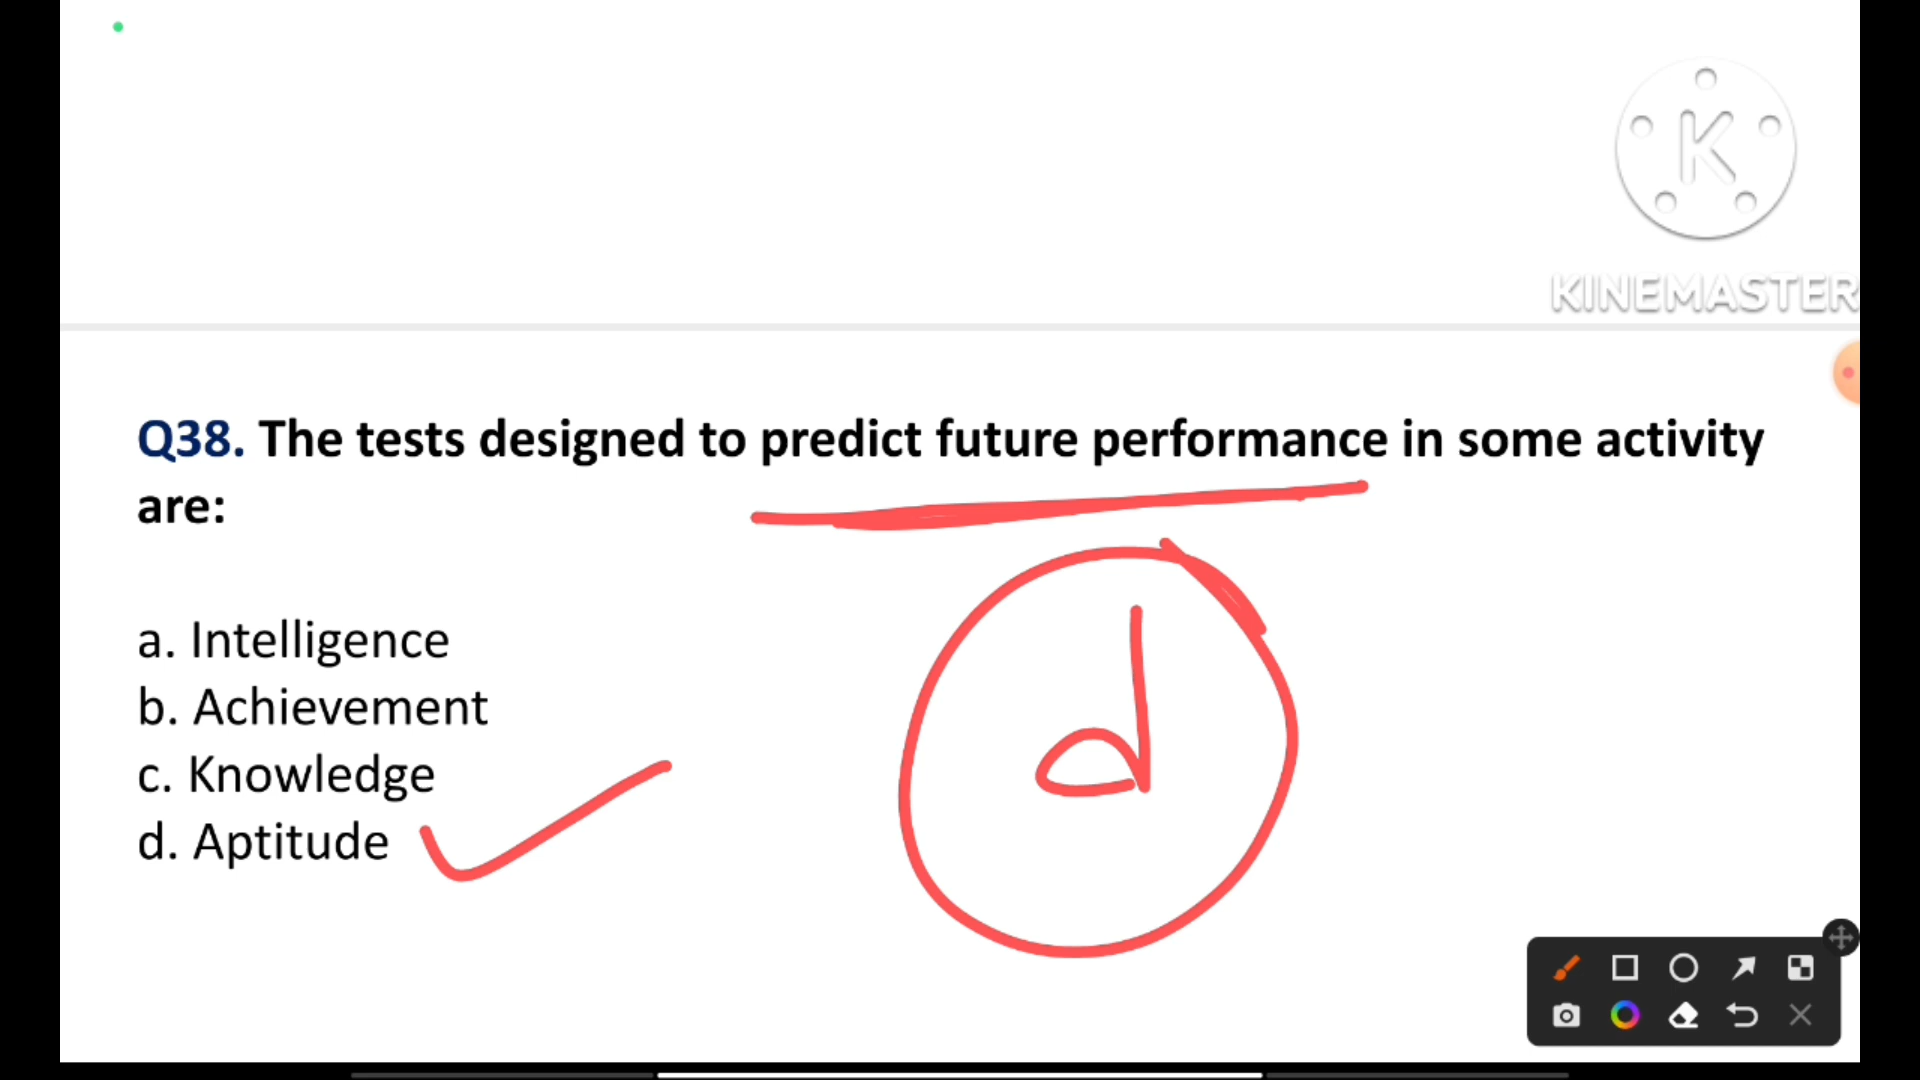 K
KINEMASTER
Q38. The tests designed to predict future performance in some activity
are:
a. Intelligence
b. Achievement
c. Knowledge
d. Aptitude
d